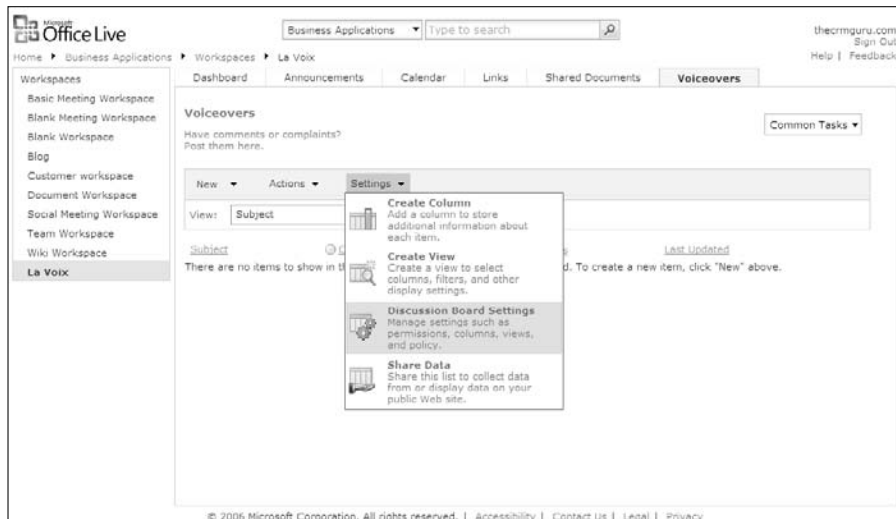 Microsoft
Office Live
Business Applications
Type to search
thecrmguru.com
Sign Out
Help | Feedback
Home Business Applications Workspaces La Voix
Workspaces
Basic Meeting Workspace
Blank Meeting Workspace
Blank Workspace
Blog
Customer workspace
Document Workspace
Social Meeting Workspace
Team Workspace
Wiki Workspace
La Voix
Dashboard Announcements Calendar Links Shared Documents Voiceovers
Voiceovers
Have comments or complaints?
Post them here.
Common Tasks
New Actions Settings
View: Subject
Subject
Last Updated
There are no items to show in
d. To create a new item, click "New" above.
Create Column
Add a column to store
additional information about
each item.
Create View
Create a view to select
columns, filters, and other
display settings.
Discussion Board Settings
Manage settings such as
permissions, columns, views,
and policy.
Share Data
Share this list to collect data
from or display data on your
public Web site.
© 2006 Microsoft Corporation. All rights reserved. | Accessibility | Contact Us | Legal | Privacy